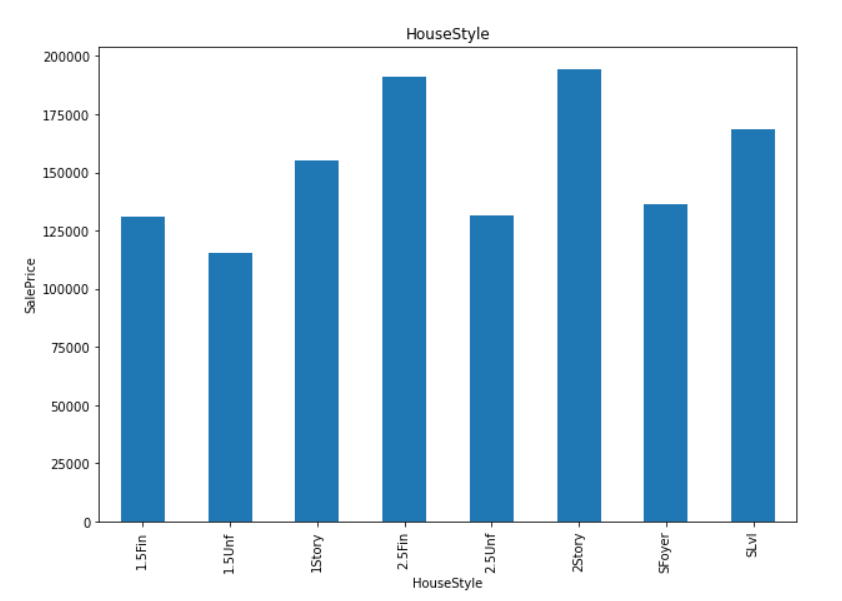 HouseStyle
200000
175000
150000
125000
100000
75000
50000
25000
0
SalePrice
1.5Fin
1.5Unf
1Story
2.5Fin
2.5Unf
2Story
SFoyer
SLvl
HouseStyle